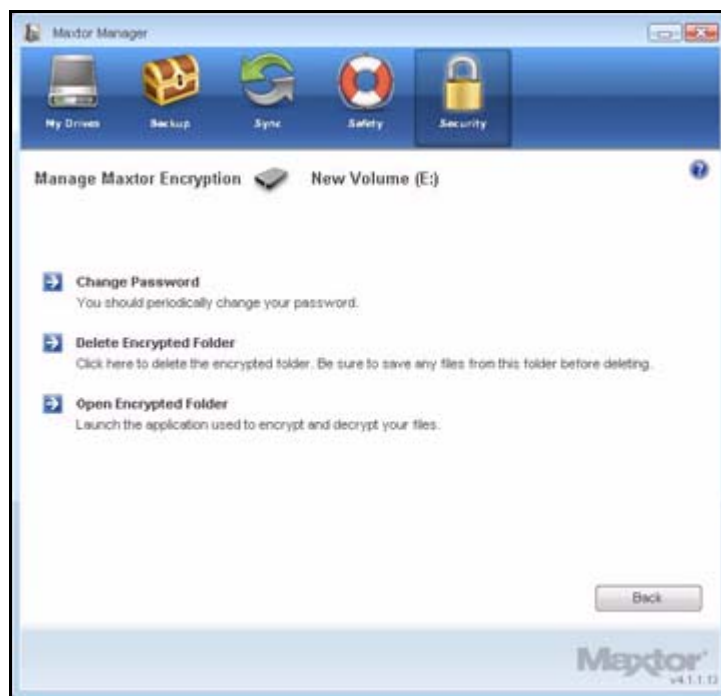 Maxtor Manager
My Drives
Backup
Sync
Safety
Security
Manage Maxtor Encryption New Volume (E:)
Change Password
You should periodically change your password.
Delete Encrypted Folder
Click here to delete the encrypted folder. Be sure to save any files from this folder before deleting.
Open Encrypted Folder
Launch the application used to encrypt and decrypt your files.
Back
Maxtor